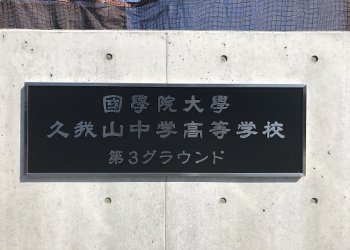 國學院大學
久我山中学高等学校
第3グラウンド